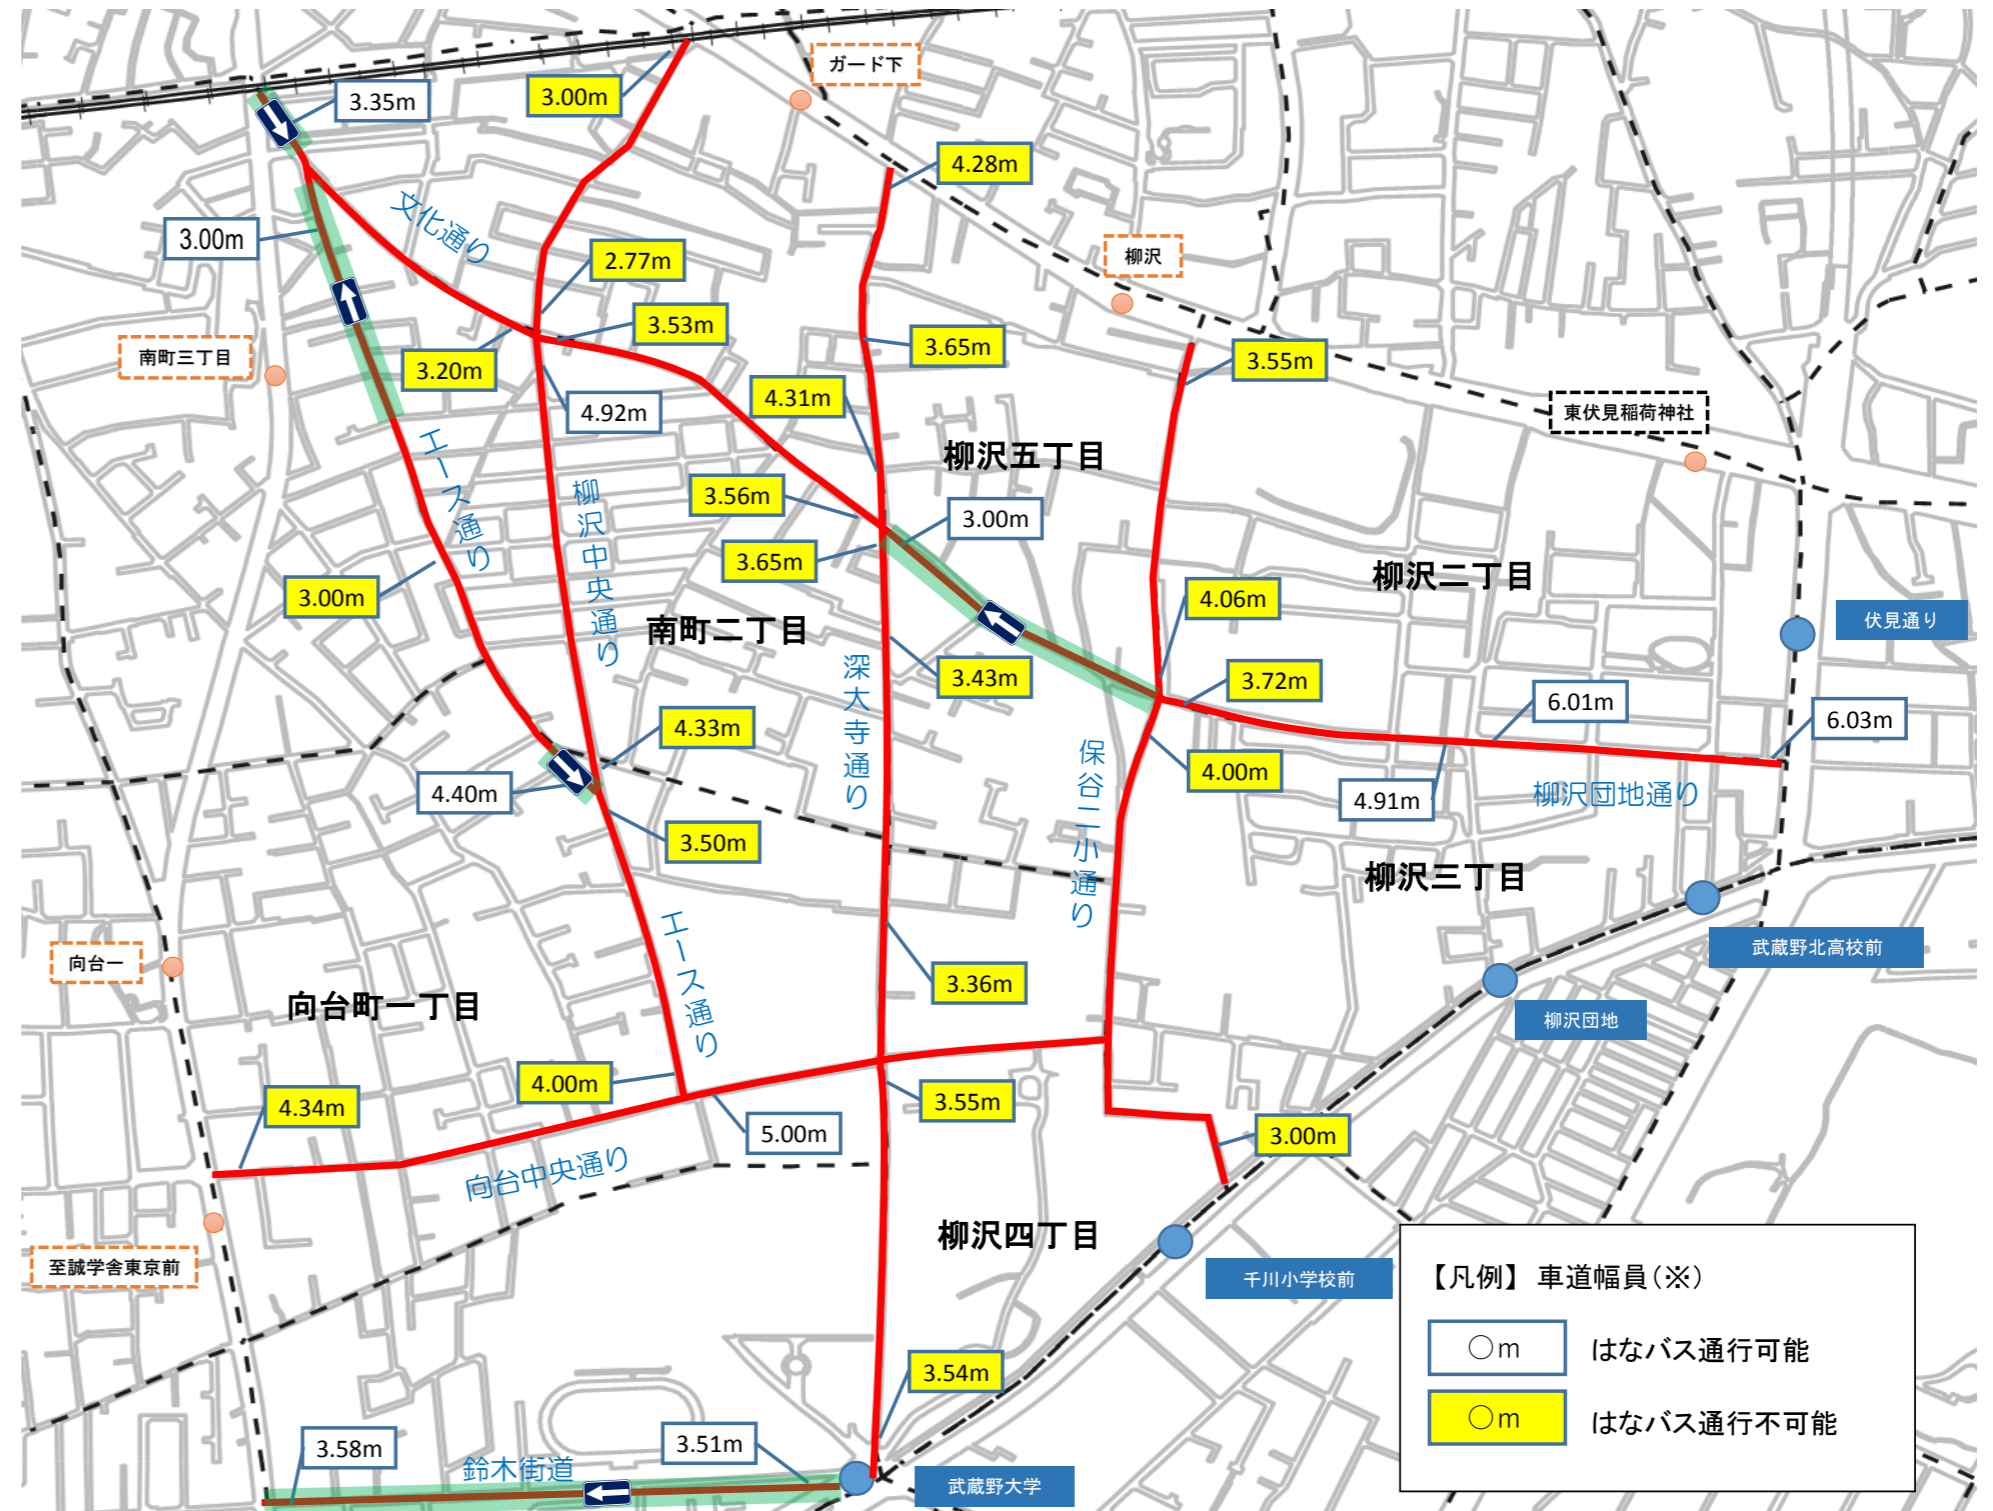 ガード下
3.35m
3.00m
4.28m
文化通り
3.00m
2.77m
柳沢
3.53m
南町三丁目
3.20m
3.65m
3.55m
4.31m
4.92m
東伏見稲荷神社
柳沢五丁目
エース通り
柳沢中央通り
3.56m
3.00m
3.65m
柳沢二丁目
3.00m
4.06m
南町二丁目
伏見通り
深大寺通り
3.43m
3.72m
6.01m
6.03m
4.33m
保谷二小通り
4.00m
4.40m
4.91m
柳沢団地通り
3.50m
柳沢三丁目
エース通り
武蔵野北高校前
向台一
3.36m
向台町一丁目
柳沢団地
4.00m
4.34m
3.55m
5.00m
3.00m
向台中央通り
柳沢四丁目
至誠学舎東京前
千川小学校前
【凡例】 車道幅員(※)
○m はなバス通行可能
○m はなバス通行不可能
3.54m
3.58m
3.51m
鈴木街道
武蔵野大学